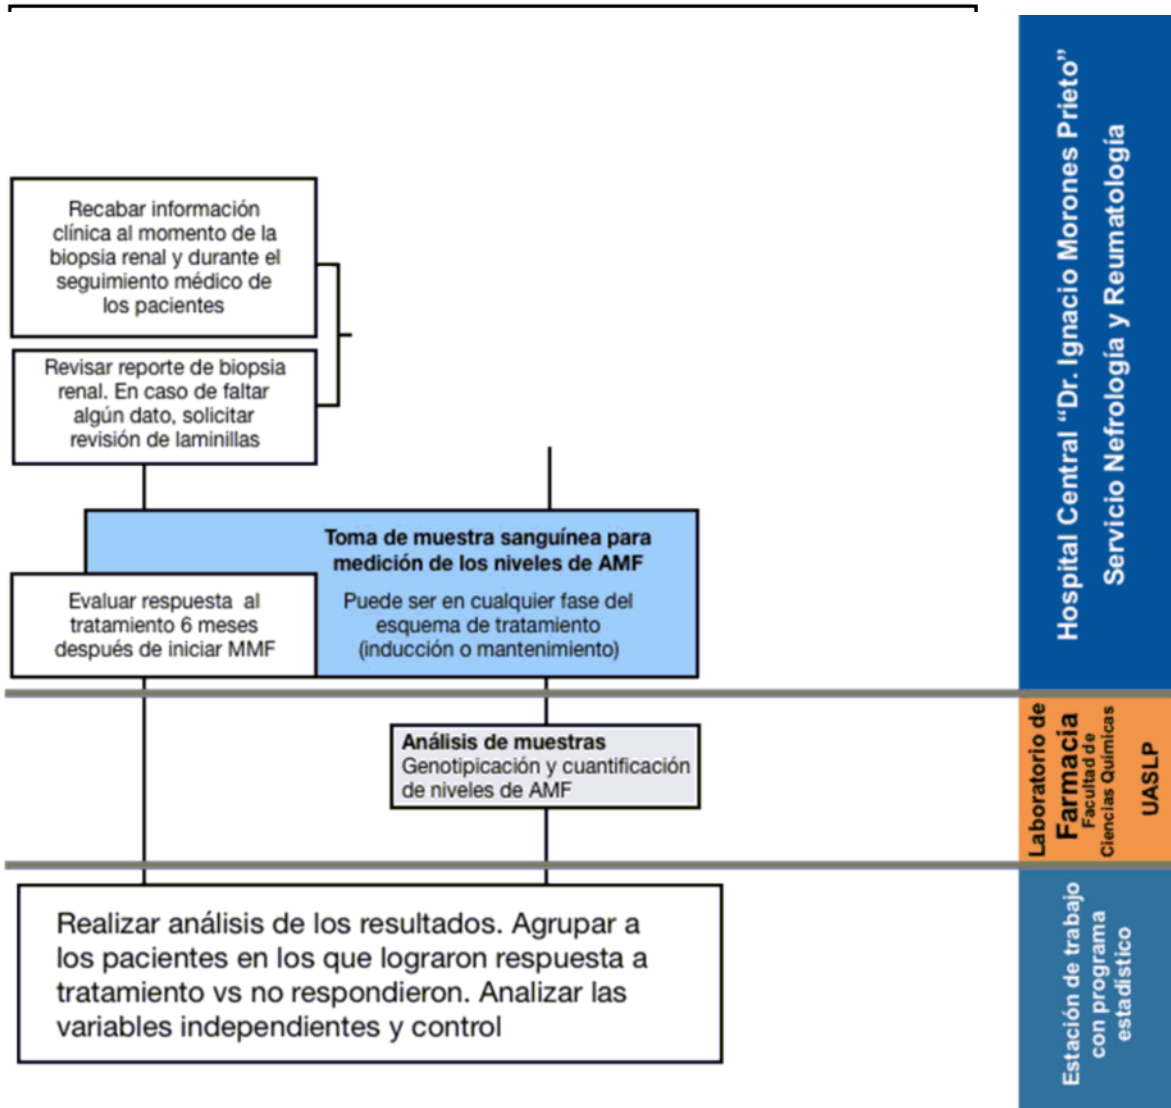 Recabar información
clínica al momento de la
biopsia renal y durante el
seguimiento médico de
los pacientes
Revisar reporte de biopsia
renal. En caso de faltar
algún dato, solicitar
revisión de laminillas
Toma de muestra sanguínea para
medición de los niveles de AMF
Puede ser en cualquier fase del
esquema de tratamiento
(inducción o mantenimiento)
Evaluar respuesta al
tratamiento 6 meses
después de iniciar MMF
Análisis de muestras
Genotipicación y cuantificación
de niveles de AMF
Realizar análisis de los resultados. Agrupar a
los pacientes en los que lograron respuesta a
tratamiento vs no respondieron. Analizar las
variables independientes y control
Hospital Central “Dr. Ignacio Morones Prieto”
Servicio Nefrología y Reumatología
Laboratorio de
Farmacia
Facultad de
Ciencias Químicas
UASLP
Estación de trabajo
con programa
estadístico